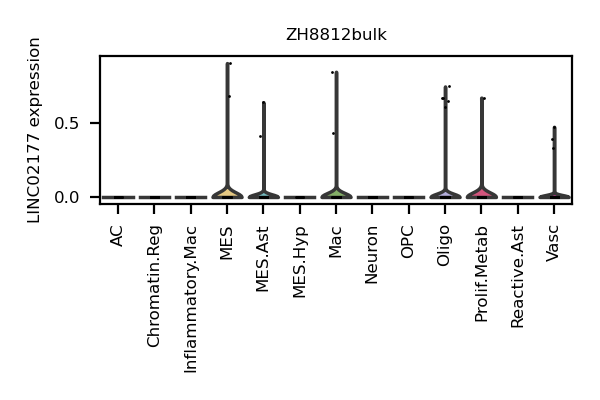 ZH8812bulk
LINC02177 expression
0.5
0.0
AC
Chromatin.Reg
Inflammatory.Mac
MES
MES.Ast
MES.Hyp
Mac
Neuron
OPC
Oligo
Prolif.Metab
Reactive.Ast
Vasc